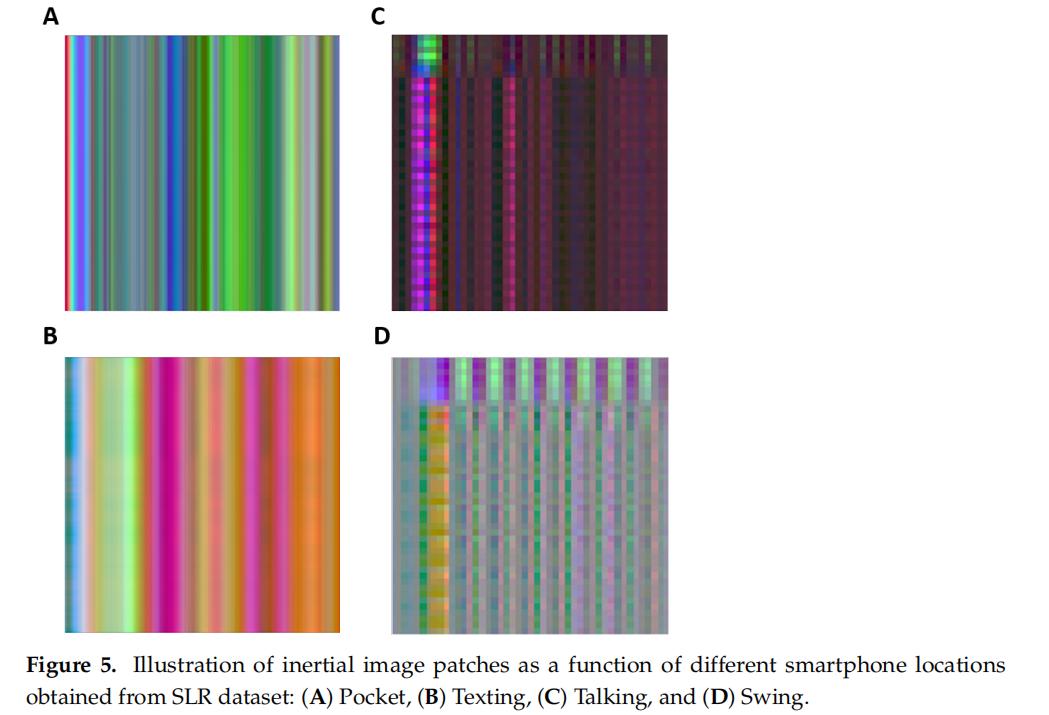 A
C
B
D
Figure 5. Illustration of inertial image patches as a function of different smartphone locations
obtained from SLR dataset: (A) Pocket, (B) Texting, (C) Talking, and (D) Swing.